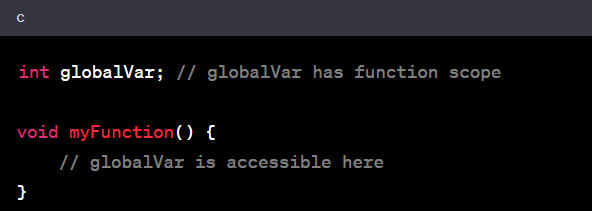 c
int globalVar; // globalVar has function scope
void myFunction() {
    // globalVar is accessible here
}